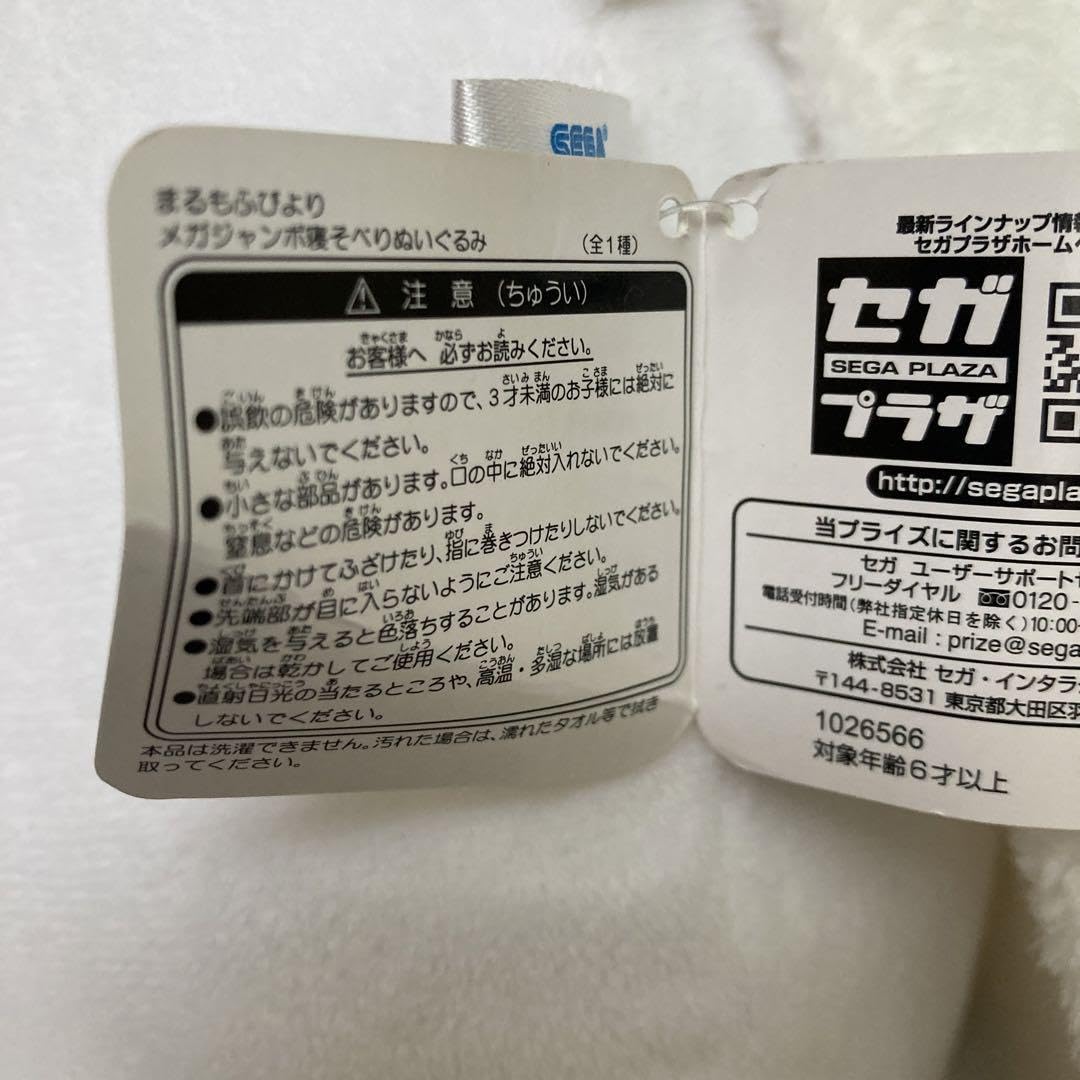 SEGA
まるもふびより
メガジャンボ寝そべりぬいぐるみ (全1種)
注意 (ちゅうい)
お客様へ 必ずお読みください。
●誤飲の危険がありますので、3才未満のお子様には絶対に
与えないでください。
●小さな部品があります。口の中に絶対入れないでください。
窒息などの危険があります。
●首にかけてふざけたり、指に巻きつけたりしないでください。
●先端部が目に入らないようにご注意ください。
●湿気を与えると色落ちすることがあります。湿気がある
場合は乾かしてご使用ください。
●直射日光の当たるところや、高温・多湿な場所には放置
しないでください。
本品は洗濯できません。汚れた場合は、濡れたタオル等で拭き
取ってください。
最新ラインナップ情報
セガプラザホーム
セガ
SEGA PLAZA
プラザ
http://segapla
当プライズに関するお問
セガ ユーザーサポート
フリーダイヤル 0120-
電話受付時間(弊社指定休日を除く)10:00-
E-mail : prize@sega
株式会社 セガ・インタラ
〒144-8531 東京都大田区羽
1026566
対象年齢6才以上